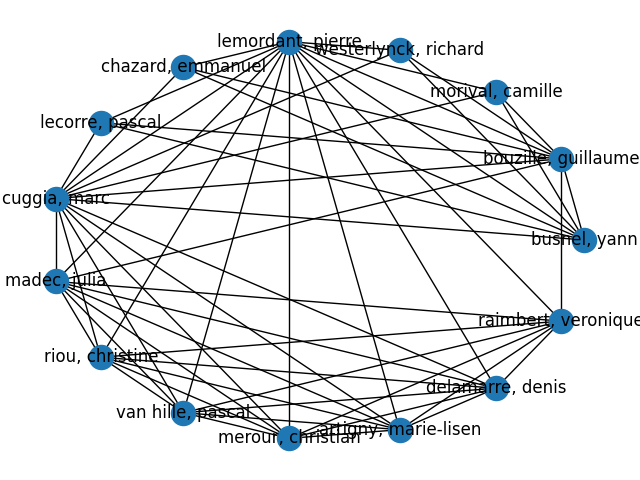 lemordant, pierre
westerlynck, richard
chazard, emmanuel
morival, camille
lecorre, pascal
bouzille, guillaume
cuggia, marc
busnel, yann
madec, julia
raimbert, veronique
riou, christine
delamarre, denis
van hille, pascal
artigny, marie-lisen
merour, christian